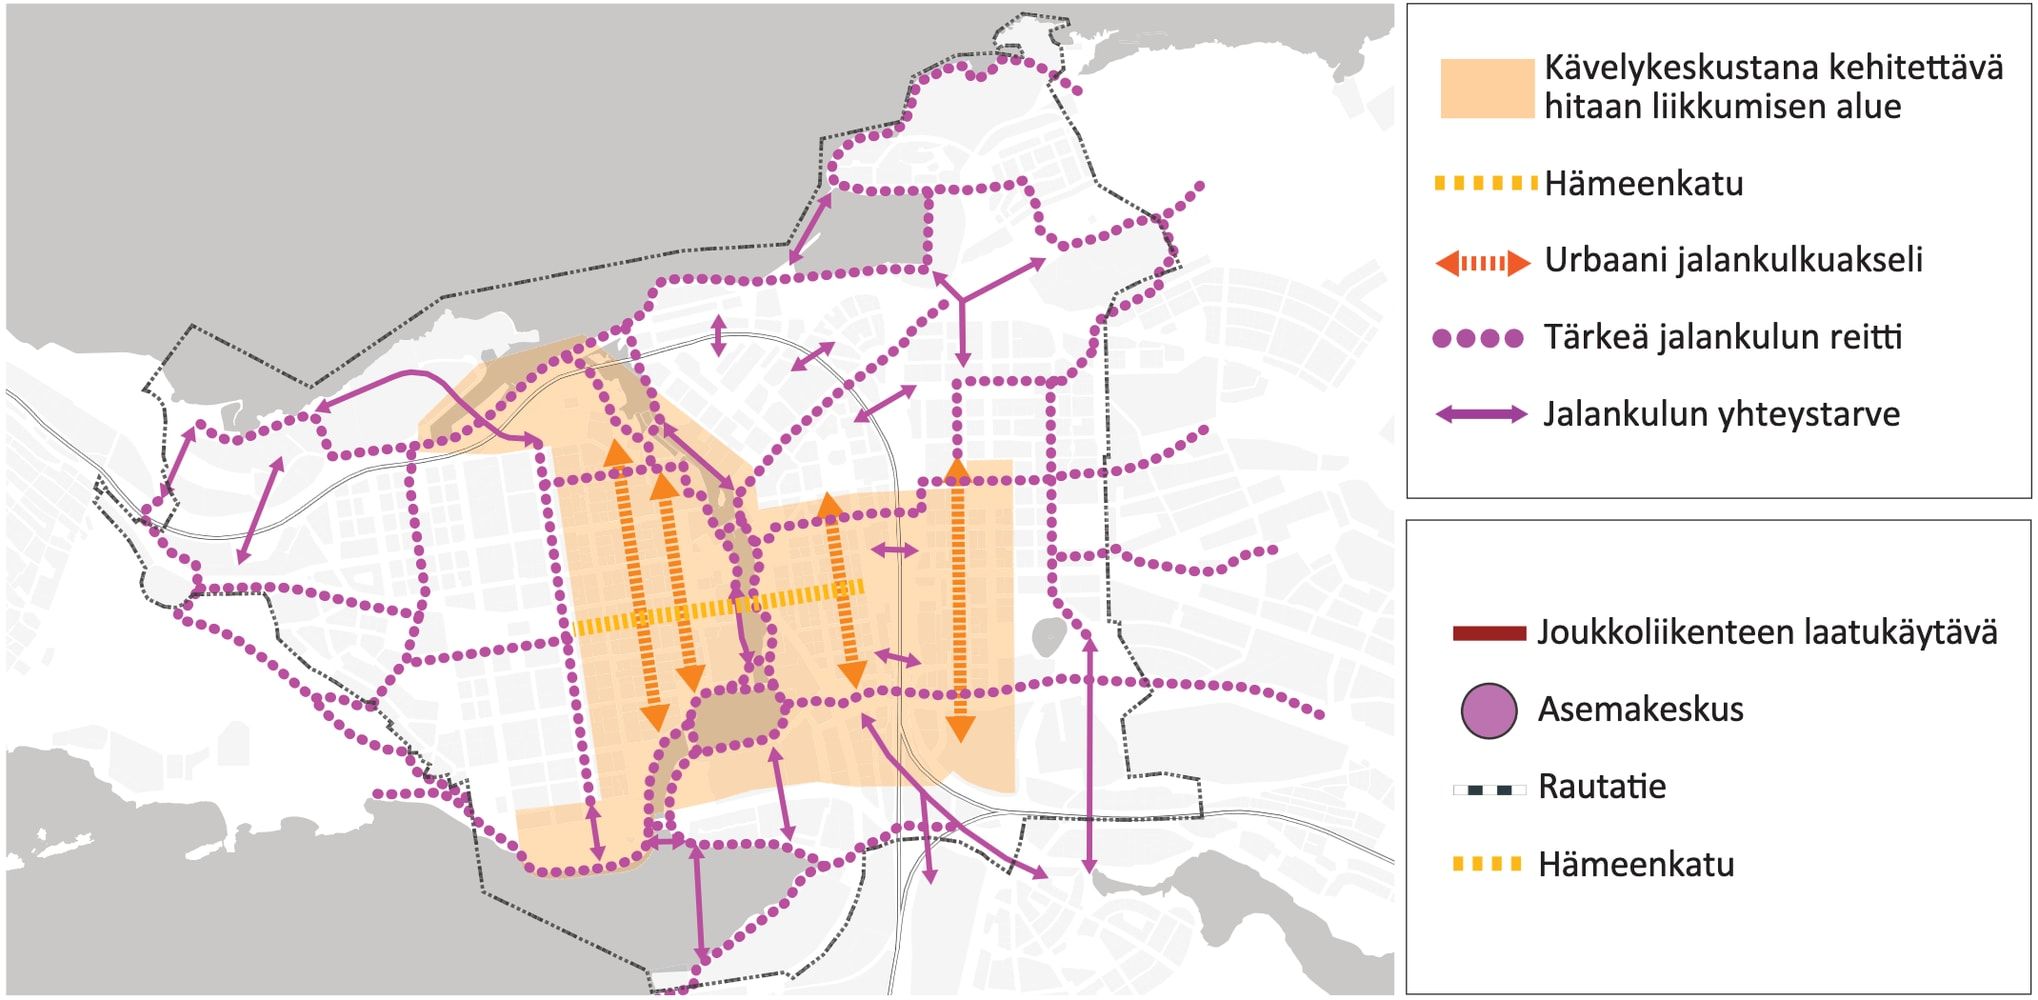 Kävelykeskustana kehitettävä
hitaan liikkumisen alue
Hämeenkatu
Urbaani jalankulkuakseli
Tärkeä jalankulun reitti
Jalankulun yhteystarve
Joukkoliikenteen laatukäytävä
Asemakeskus
Rautatie
Hämeenkatu